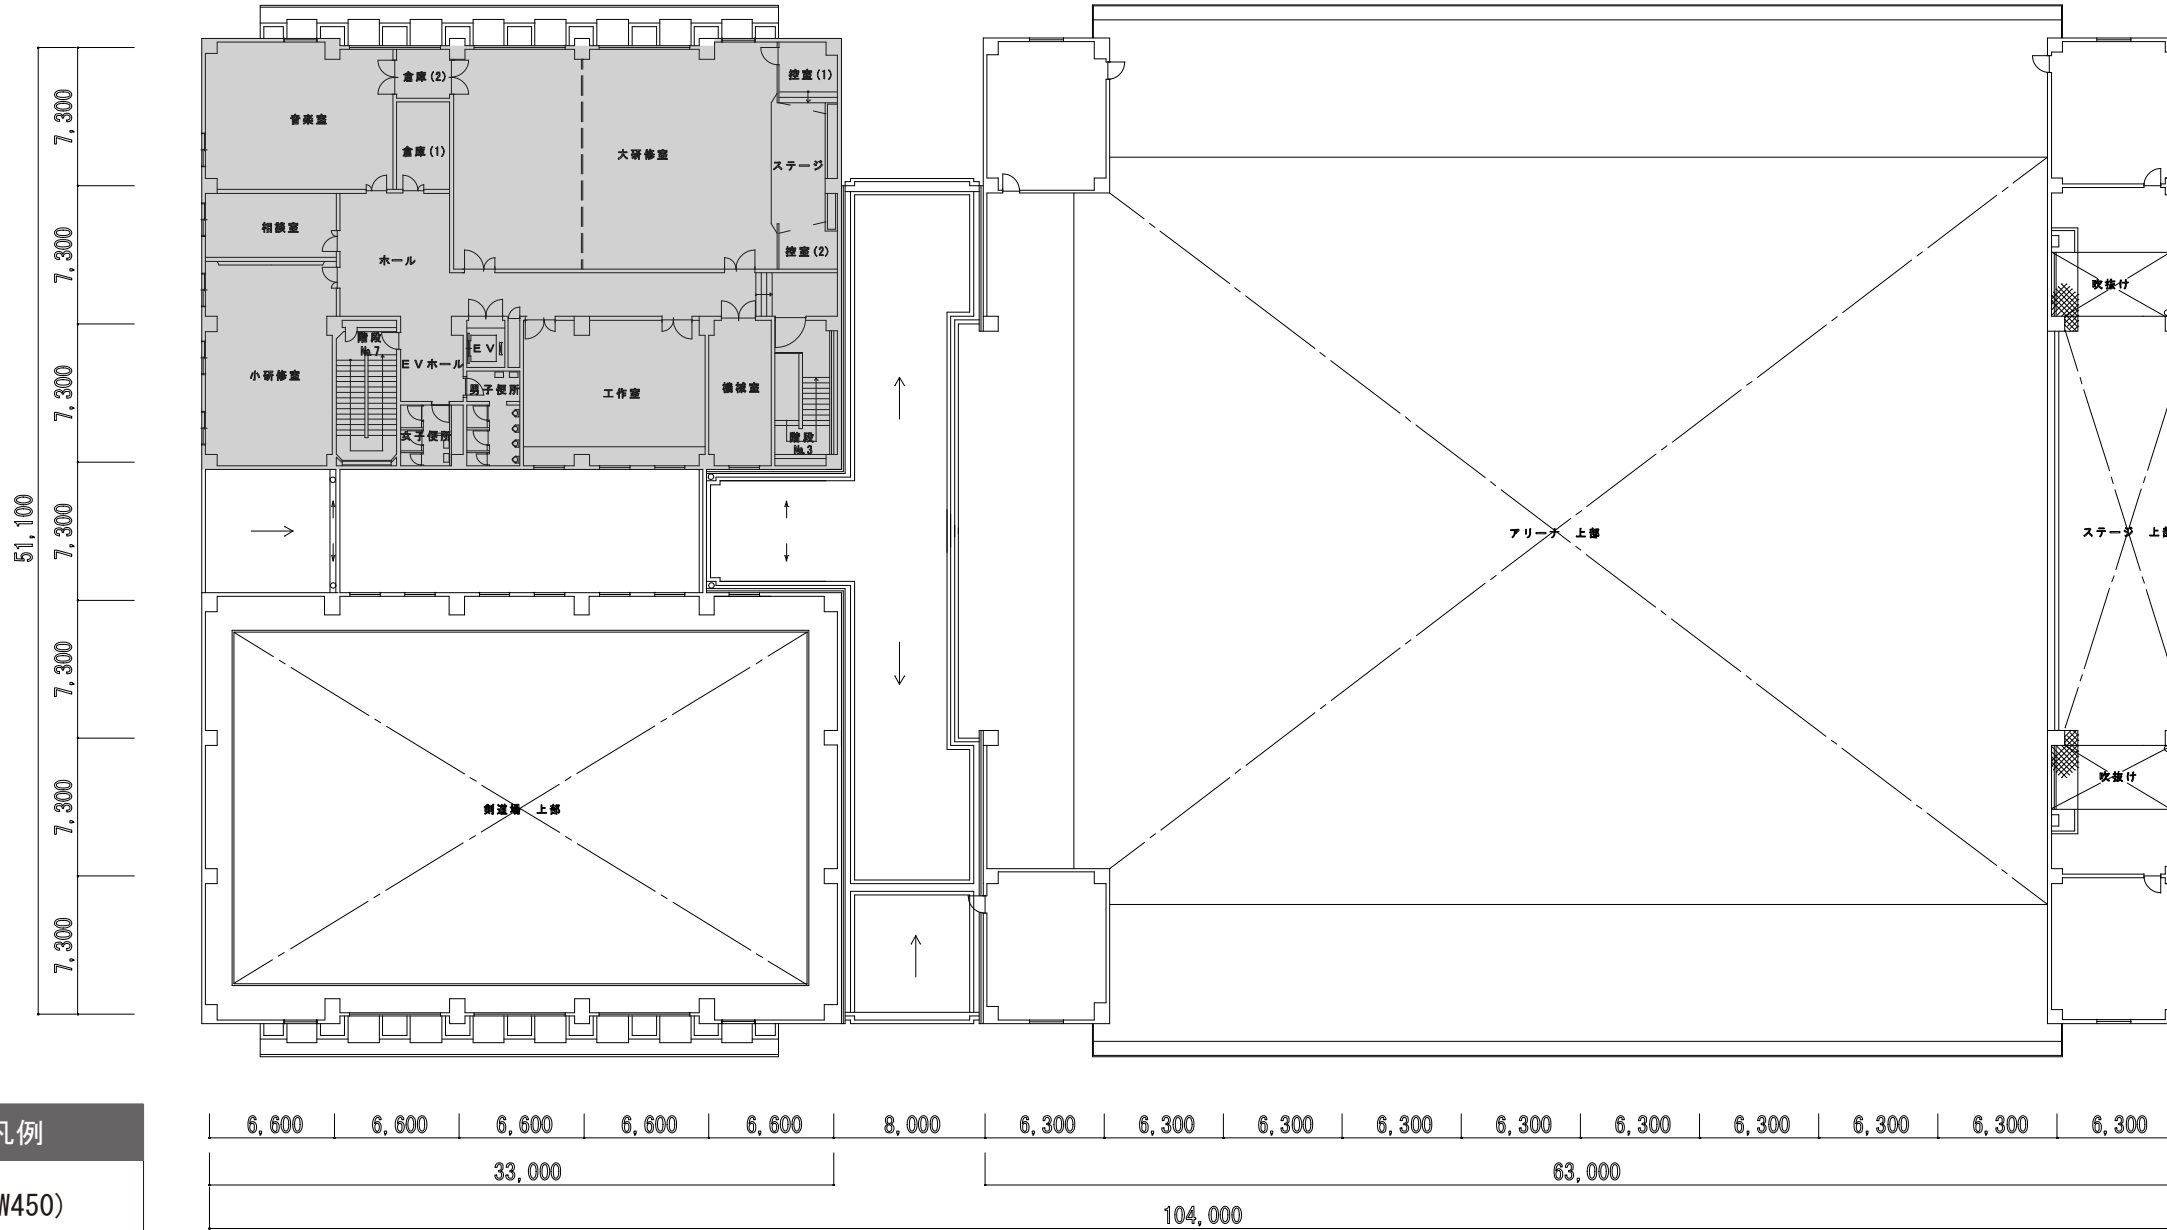 倉庫(2)
控室(1)
音楽室
倉庫(1)
大研修室
ステージ
相談室
ホール
控室(2)
吹抜け
階段
№7
EV
EVホール
小研修室
男子便所
工作室
機械室
女子便所
階段
№3
アリーナ 上部
ステージ 上部
吹抜け
剣道場 上部
7,300
7,300
7,300
7,300
7,300
7,300
7,300
51,100
凡例
W450)
6,600
6,600
6,600
6,600
6,600
8,000
6,300
6,300
6,300
6,300
6,300
6,300
6,300
6,300
6,300
6,300
33,000
63,000
104,000